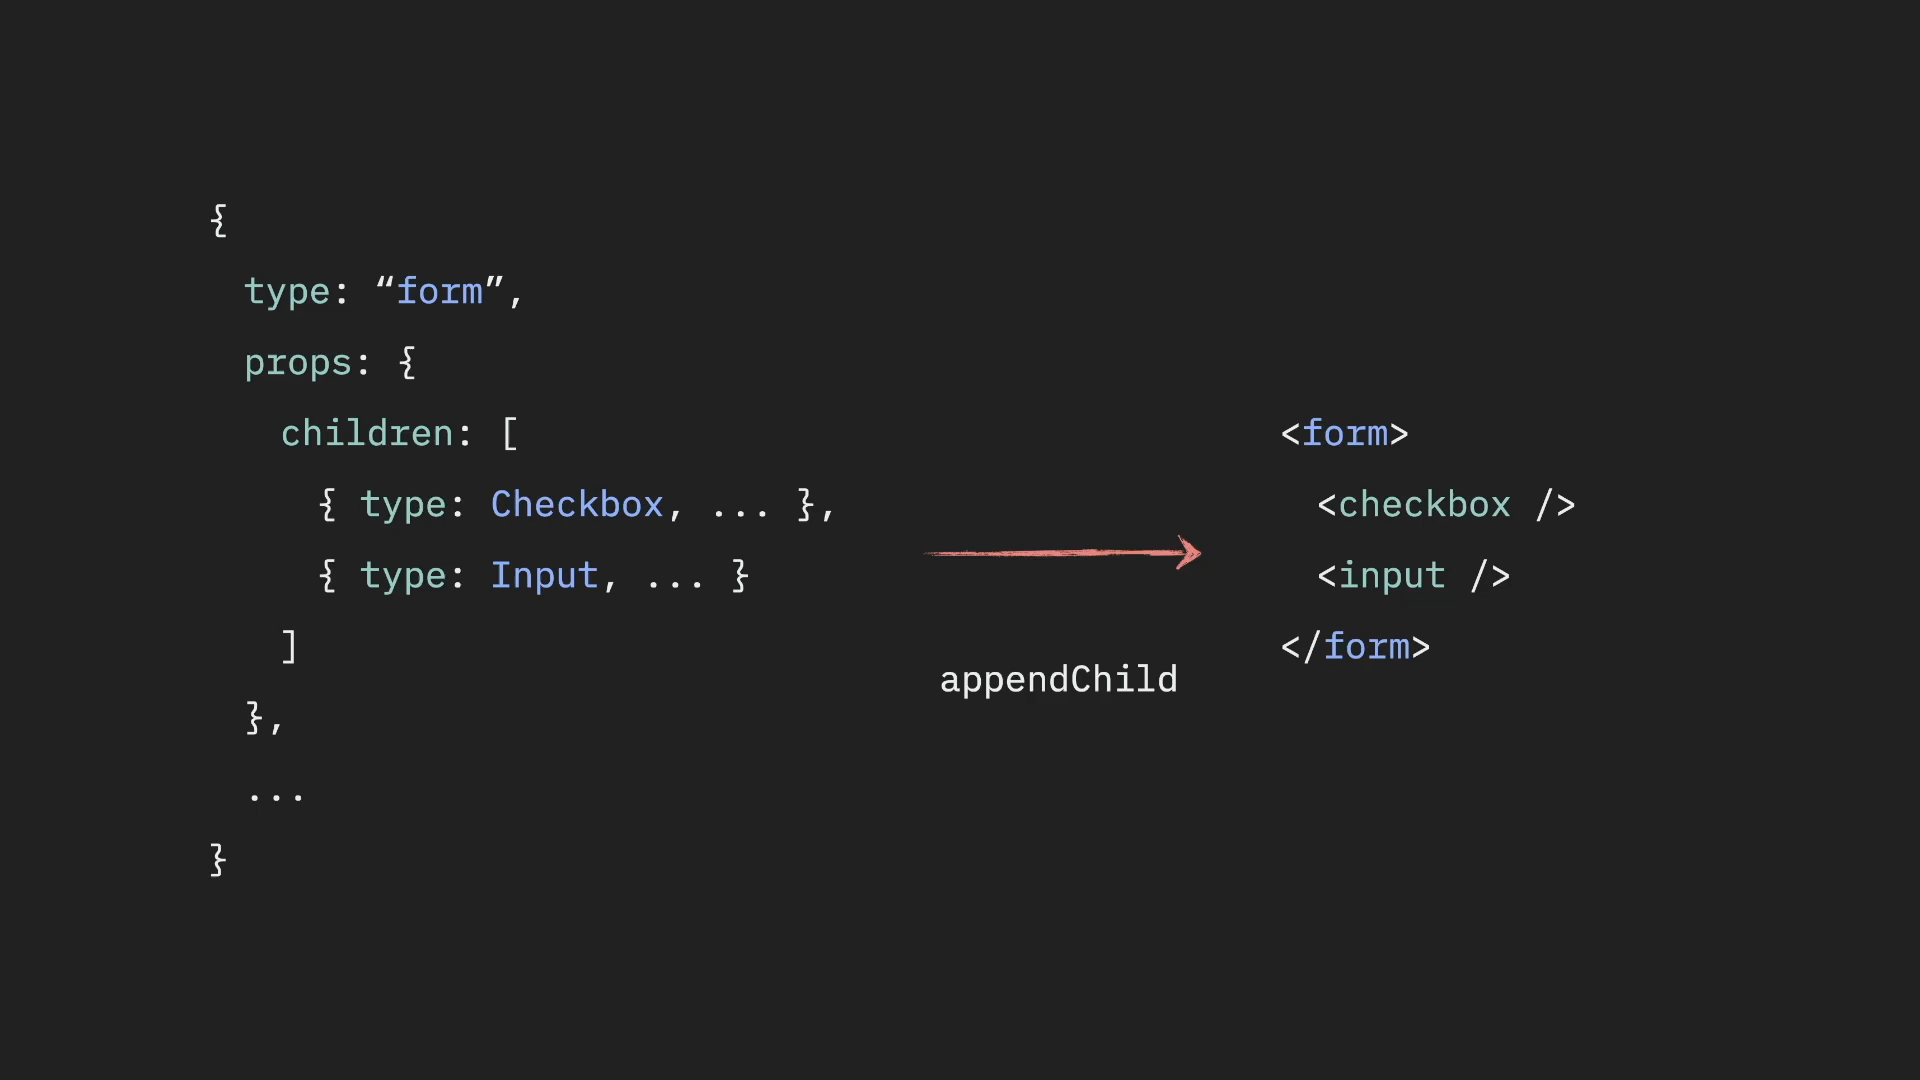 {
type: “form”,
props: {
children: [
{ type: Checkbox, ... },
{ type: Input, ... }
]
},
...
}
appendChild
<form>
<checkbox />
<input />
</form>